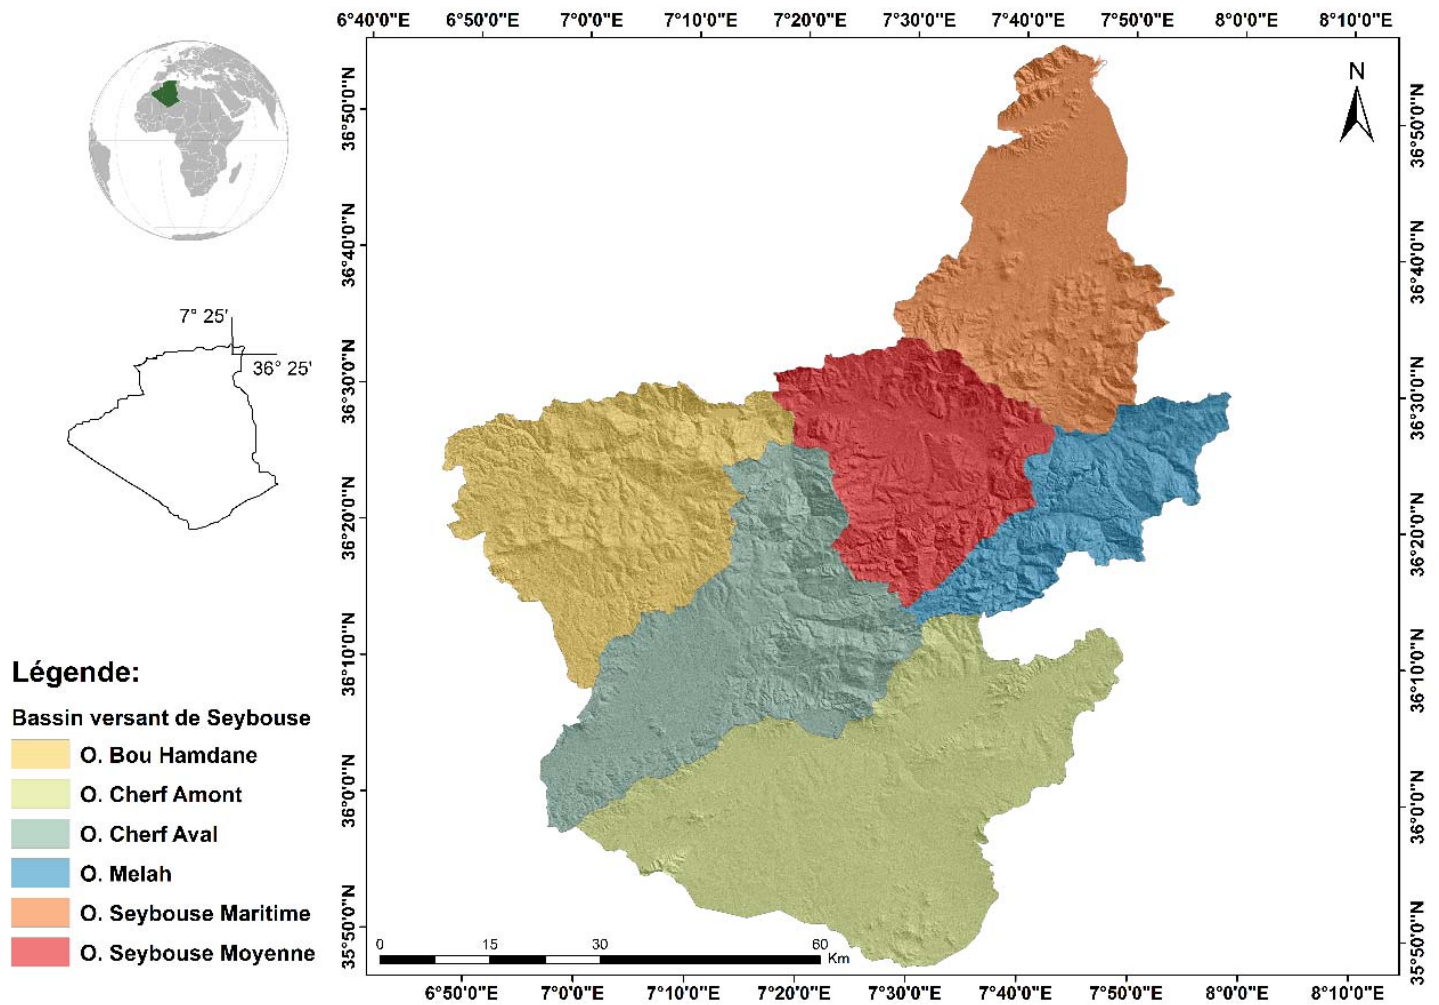 6°40'0"E 6°50'0"E 7°0'0"E 7°10'0"E 7°20'0"E 7°30'0"E 7°40'0"E 7°50'0"E 8°0'0"E 8°10'0"E
N
36°50'0"N
36°40'0"N
36°30'0"N
36°20'0"N
36°10'0"N
36°0'0"N
35°50'0"N
36°50'0"N
36°40'0"N
36°30'0"N
36°20'0"N
36°10'0"N
36°0'0"N
35°50'0"N
7° 25'
36° 25'
Légende:
Bassin versant de Seybouse
O. Bou Hamdane
O. Cherf Amont
O. Cherf Aval
O. Melah
O. Seybouse Maritime
O. Seybouse Moyenne
0 15 30 60
Km
6°50'0"E 7°0'0"E 7°10'0"E 7°20'0"E 7°30'0"E 7°40'0"E 7°50'0"E 8°0'0"E 8°10'0"E